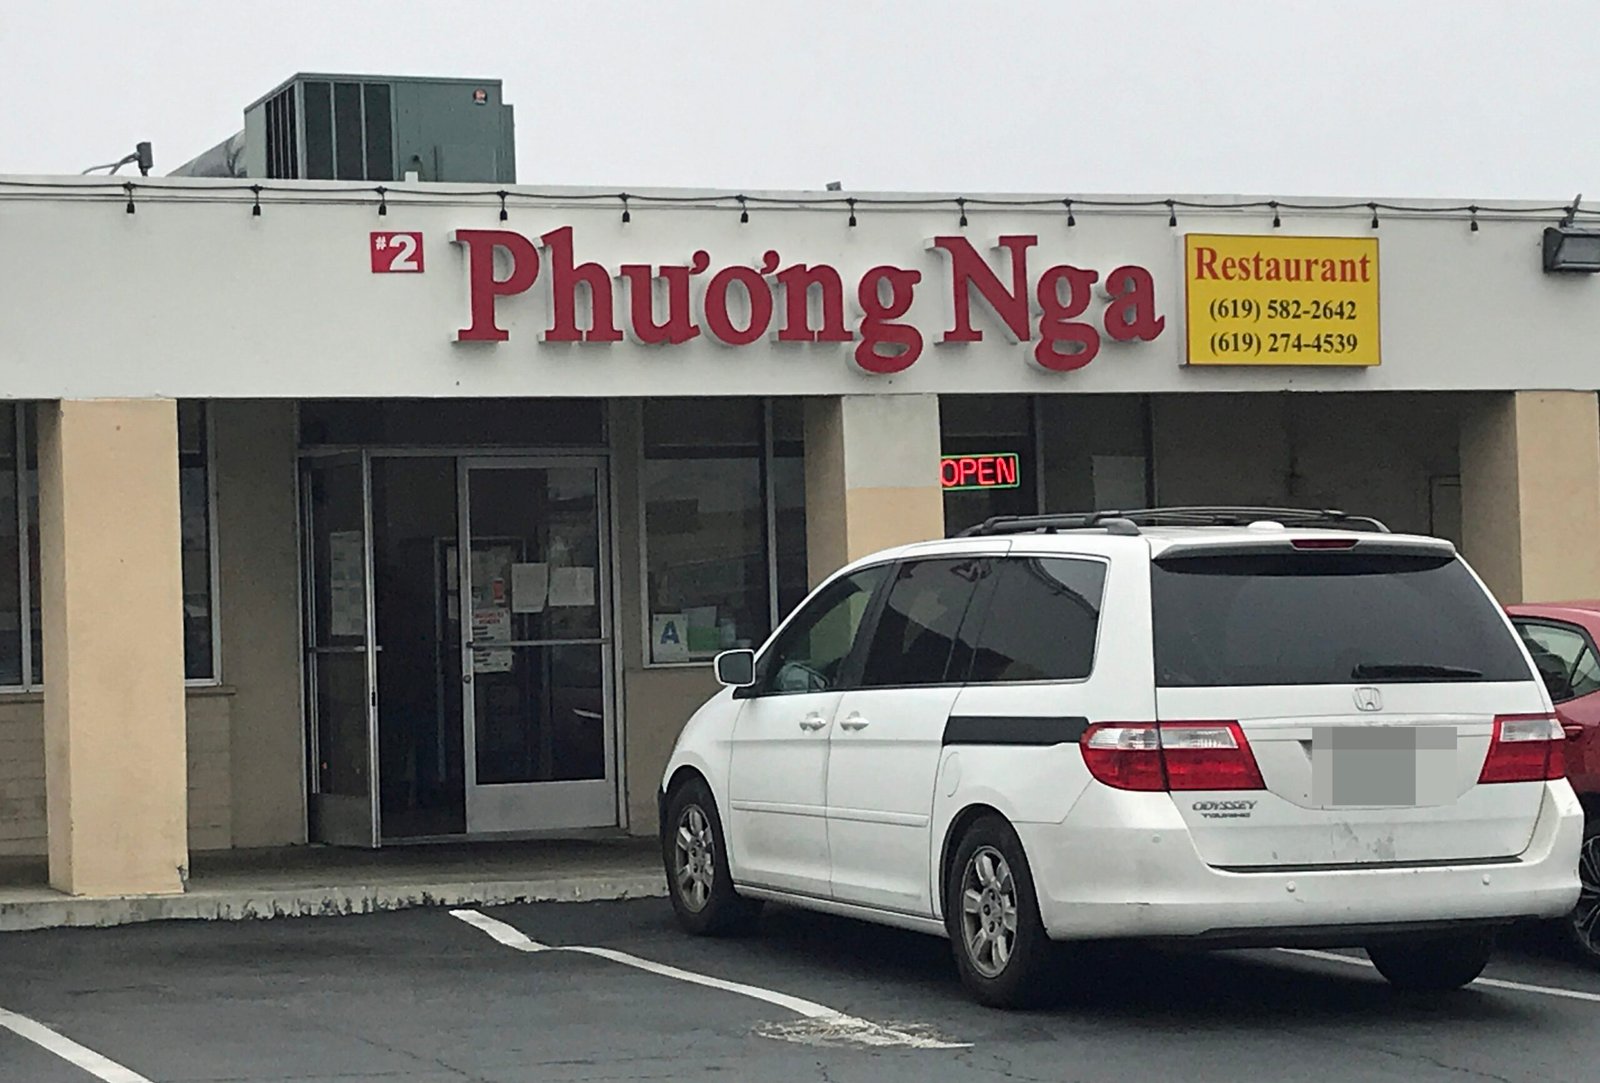 #2
Phương Nga
Restaurant
(619) 582-2642
(619) 274-4539
OPEN
A
ODYSSEY
TOURING